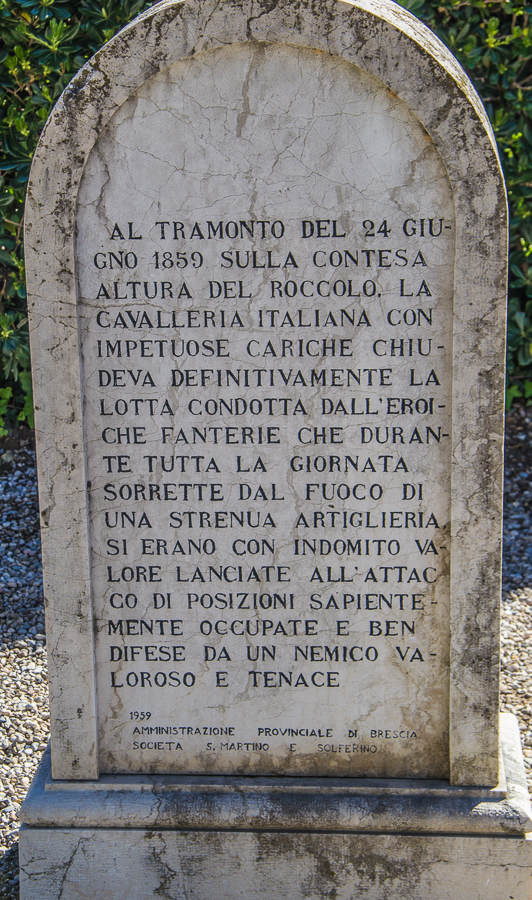 AL TRAMONTO DEL 24 GIU-
GNO 1859 SULLA CONTESA
ALTURA DEL ROCCOLO, LA
CAVALLERIA ITALIANA CON
IMPETUOSE CARICHE CHIU-
DEVA DEFINITIVAMENTE LA
LOTTA CONDOTTA DALL'EROI-
CHE FANTERIE CHE DURAN-
TE TUTTA LA GIORNATA
SORRETTE DAL FUOCO DI
UNA STRENUA ARTIGLIERIA,
SI ERANO CON INDOMITO VA-
LORE LANCIATE ALL'ATTAC
CO DI POSIZIONI SAPIENTE-
MENTE OCCUPATE E BEN
DIFESE DA UN NEMICO VA-
LOROSO E TENACE
1959
AMMINISTRAZIONE PROVINCIALE DI BRESCIA
SOCIETA S. MARTINO E SOLFERINO